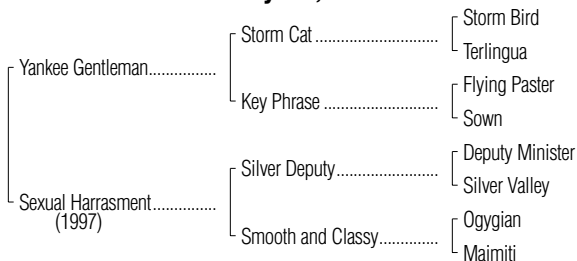 Storm Bird
Storm Cat
Terlingua
Yankee Gentleman
Flying Paster
Key Phrase
Sown
Deputy Minister
Silver Deputy
Silver Valley
Sexual Harrasment
(1997)
Ogygian
Smooth and Classy
Maimiti